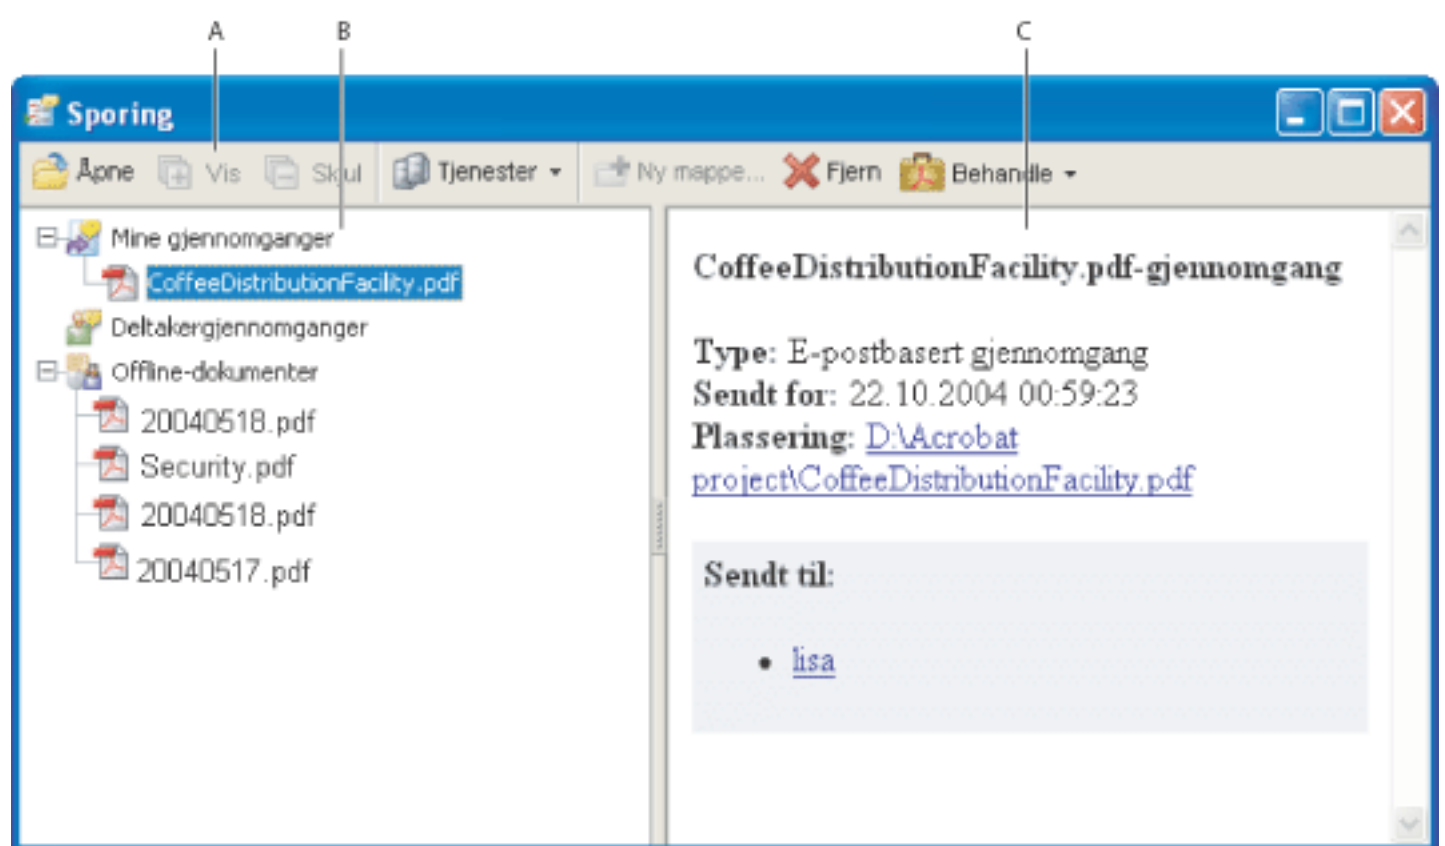 A B C
Sporing
Åpne Vis Skjul Tjenester Ny mappe... Fjern Behandle
Mine gjennomganger
CoffeeDistributionFacility.pdf
Deltakergjennomganger
Offline-dokumenter
20040518.pdf
Security.pdf
20040518.pdf
20040517.pdf
CoffeeDistributionFacility.pdf-gjennomgang
Type: E-postbasert gjennomgang
Sendt for: 22.10.2004 00:59:23
Plassering: D:\Acrobat
project\CoffeeDistributionFacility.pdf
Sendt til:
• lisa